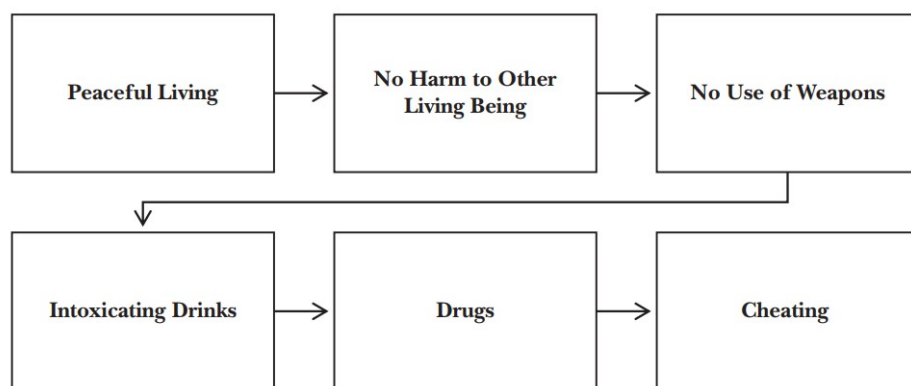 Peaceful Living
No Harm to Other
Living Being
No Use of Weapons
Intoxicating Drinks
Drugs
Cheating